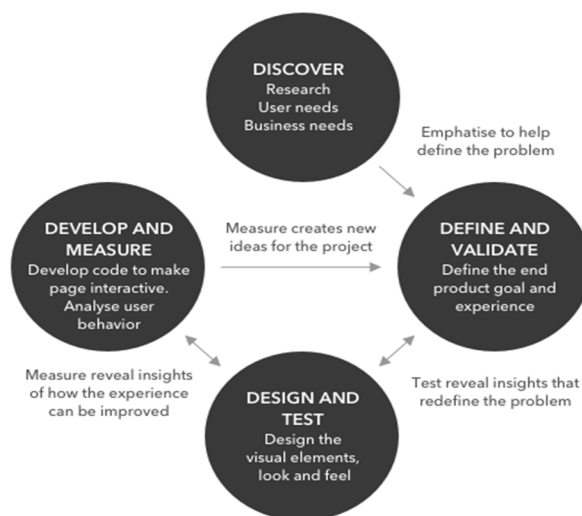 DISCOVER
Research
User needs
Business needs
Emphatise to help
define the problem
DEVELOP AND
MEASURE
Develop code to make
page interactive.
Analyse user
behavior
Measure creates new
ideas for the project
DEFINE AND
VALIDATE
Define the end
product goal and
experience
Measure reveal insights
of how the experience
can be improved
DESIGN AND
TEST
Design the
visual elements,
look and feel
Test reveal insights that
redefine the problem